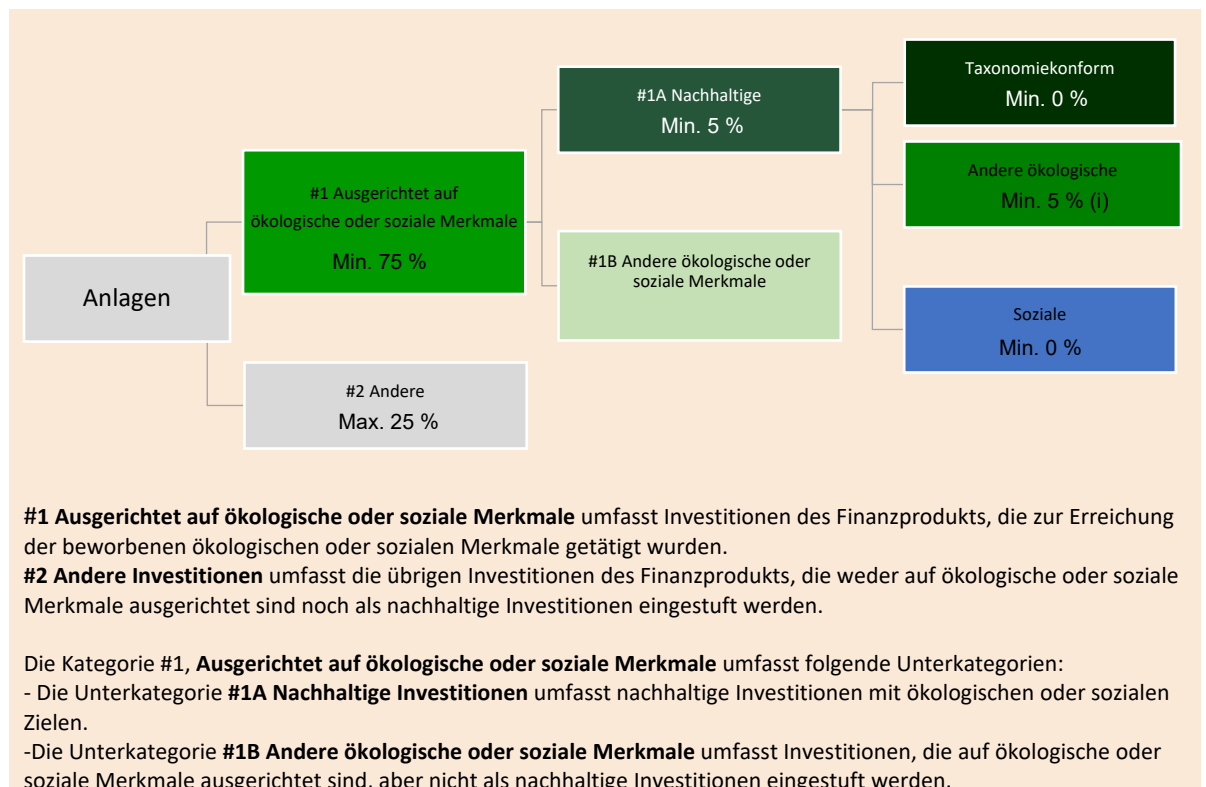 Anlagen
#1 Ausgerichtet auf
ökologische oder soziale Merkmale
Min. 75 %
#2 Andere
Max. 25 %
#1A Nachhaltige
Min. 5 %
#1B Andere ökologische oder
soziale Merkmale
Taxonomiekonform
Min. 0 %
Andere ökologische
Min. 5 % (i)
Soziale
Min. 0 %
#1 Ausgerichtet auf ökologische oder soziale Merkmale umfasst Investitionen des Finanzprodukts, die zur Erreichung
der beworbenen ökologischen oder sozialen Merkmale getätigt wurden.
#2 Andere Investitionen umfasst die übrigen Investitionen des Finanzprodukts, die weder auf ökologische oder soziale
Merkmale ausgerichtet sind noch als nachhaltige Investitionen eingestuft werden.
Die Kategorie #1, Ausgerichtet auf ökologische oder soziale Merkmale umfasst folgende Unterkategorien:
- Die Unterkategorie #1A Nachhaltige Investitionen umfasst nachhaltige Investitionen mit ökologischen oder sozialen
Zielen.
-Die Unterkategorie #1B Andere ökologische oder soziale Merkmale umfasst Investitionen, die auf ökologische oder
soziale Merkmale ausgerichtet sind, aber nicht als nachhaltige Investitionen eingestuft werden.